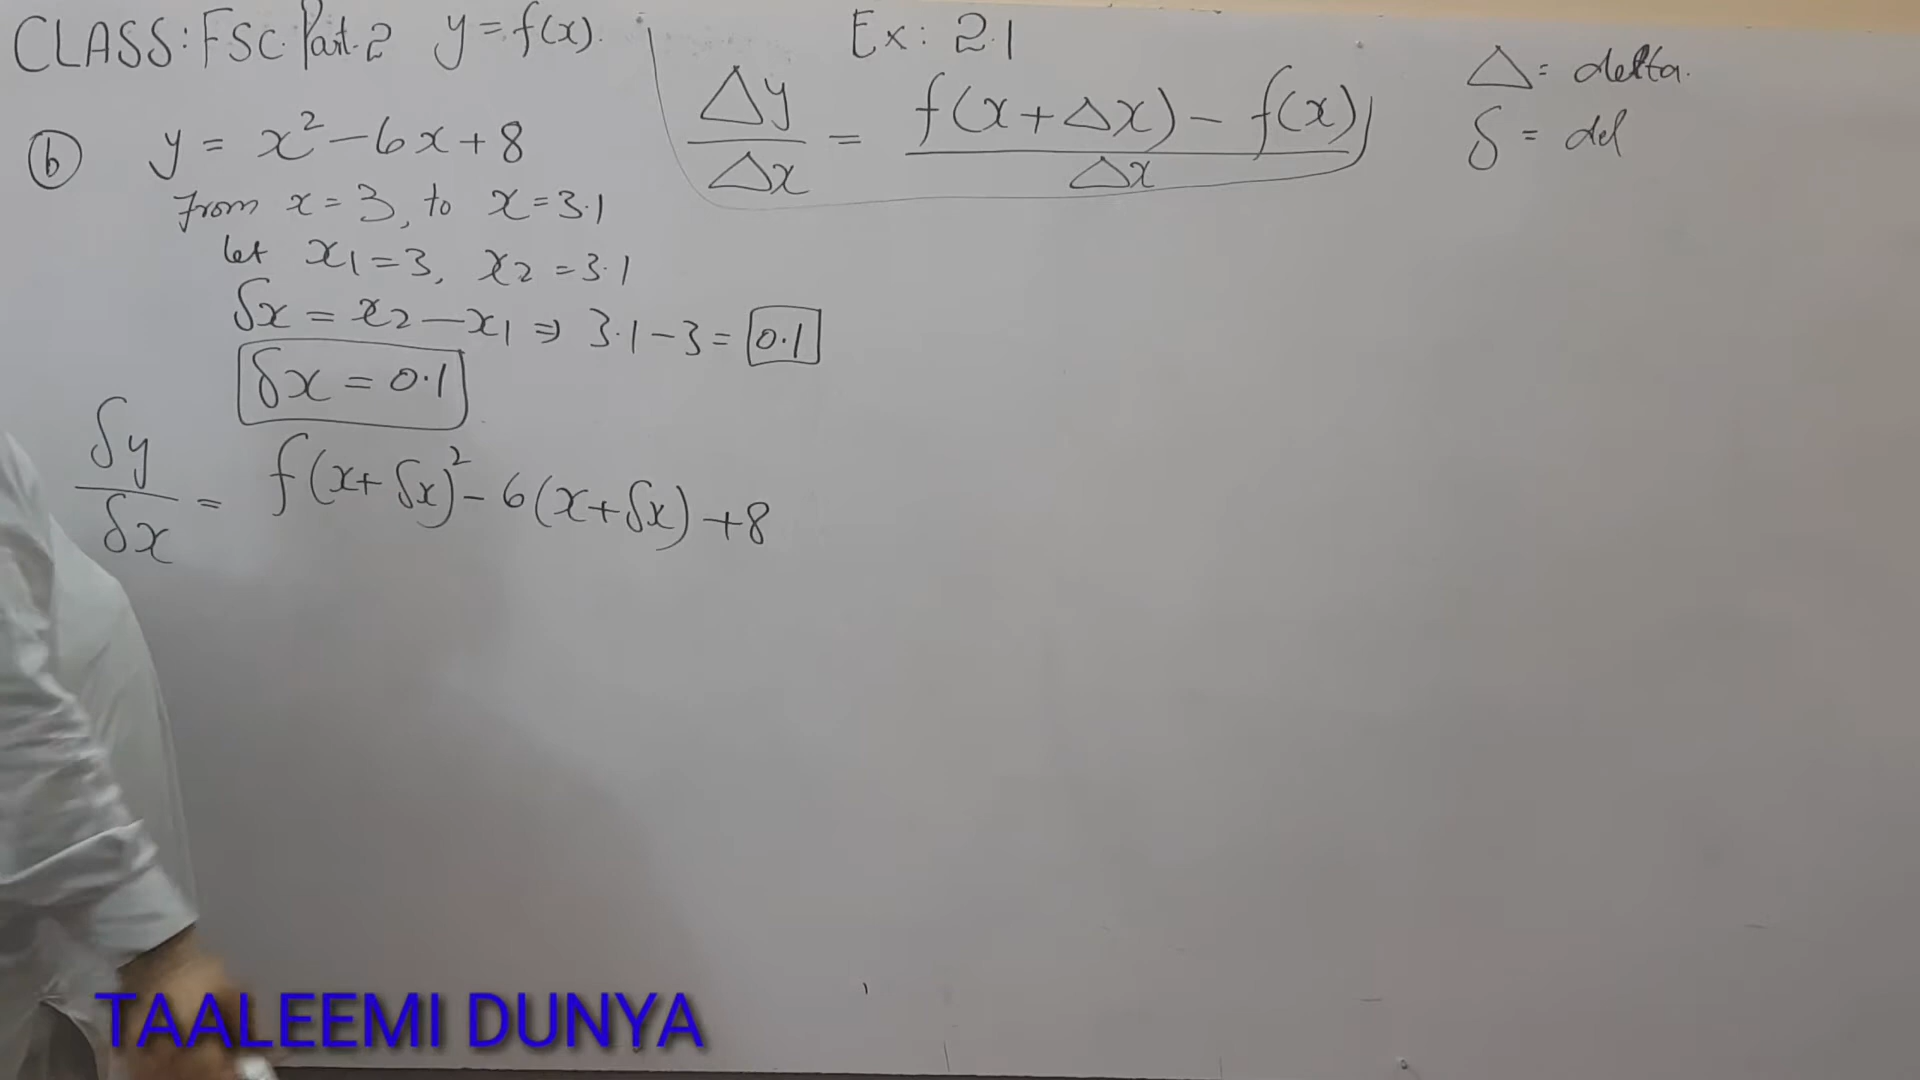 CLASS: FSC. Part. 2 y = f(x). Ex: 2.1
Δy/Δx = f(x+Δx) - f(x)/Δx
Δ = delta.
δ = del
(b) y = x² - 6x + 8
From x = 3, to x = 3.1
let x1 = 3, x2 = 3.1
δx = x2 - x1 ⇒ 3.1 - 3 = 0.1
δx = 0.1
δy/δx = f(x+δx)² - 6(x+δx) + 8
TAALEEMI DUNYA